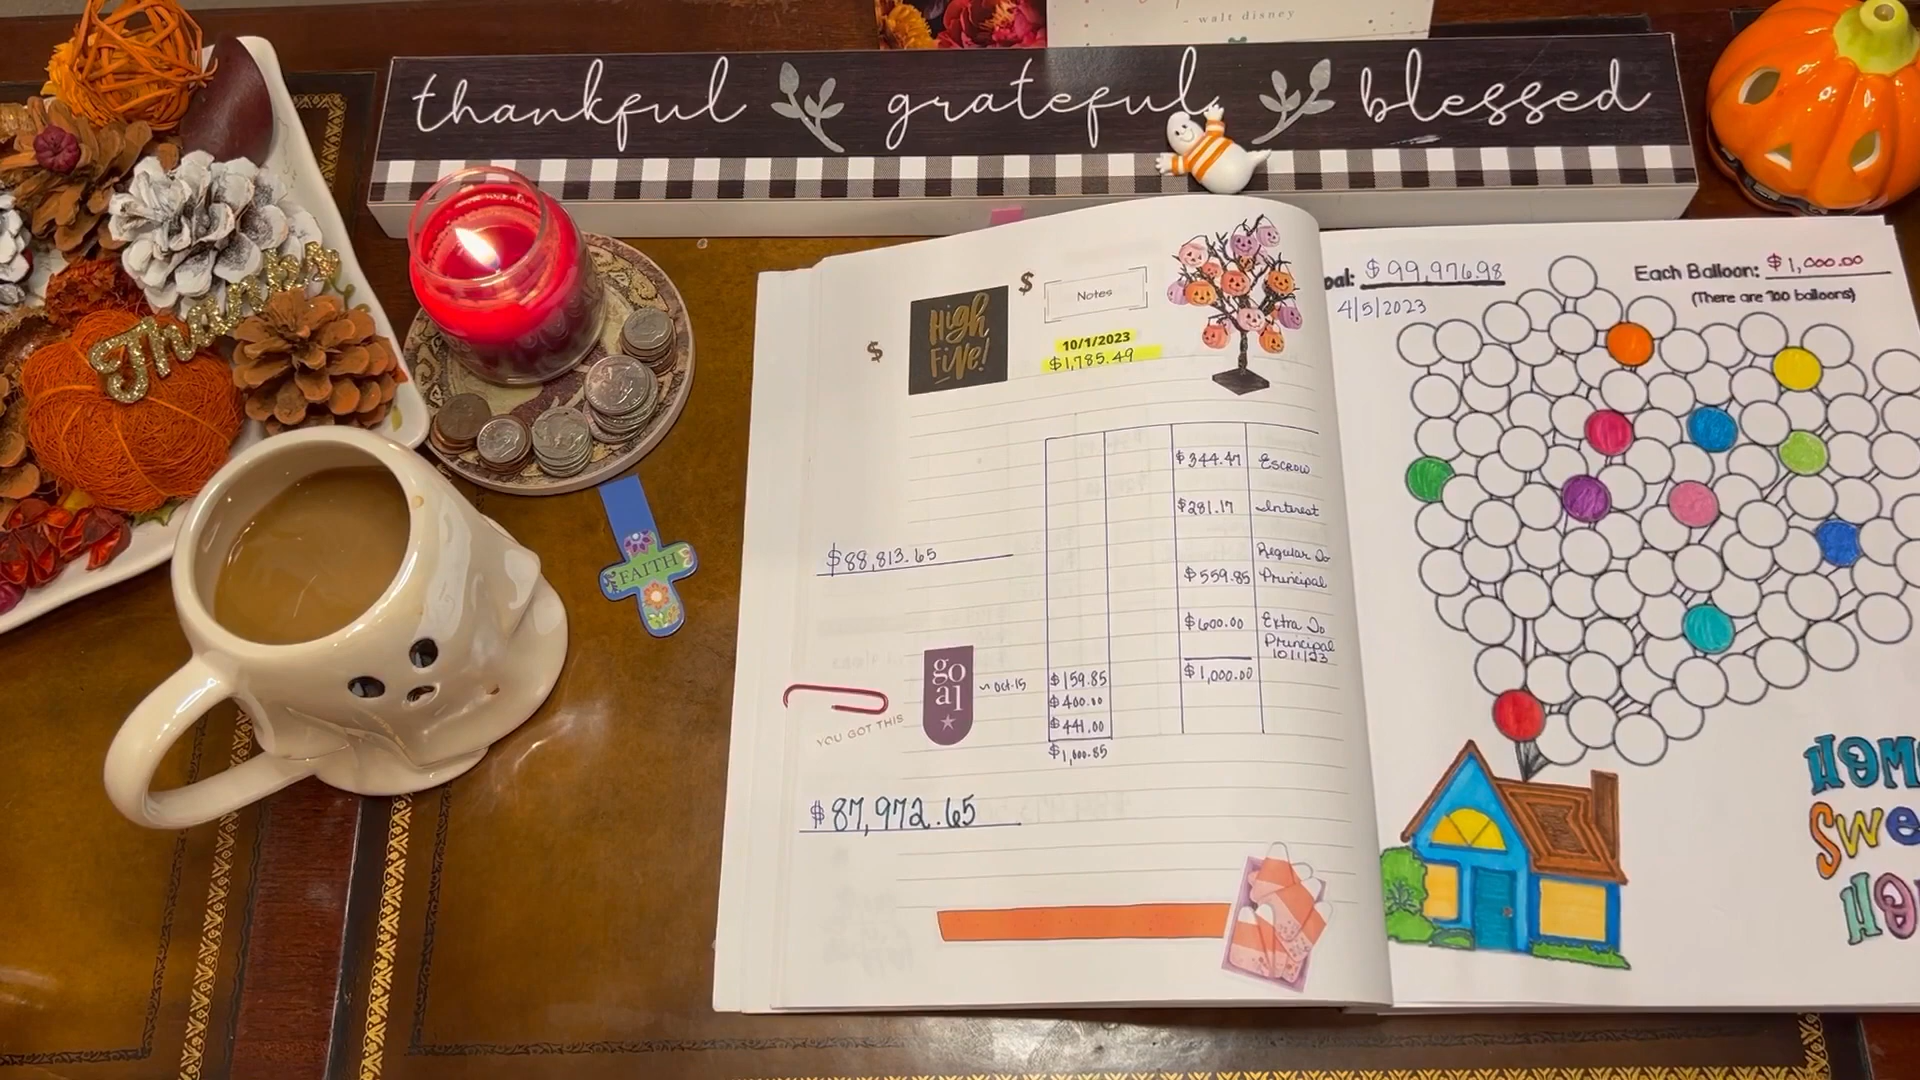 - walt disney
thankful grateful blessed
Thankful
FAITH
High
Five!
$
$
Notes
10/1/2023
$1,785.49
$344.47 Escrow
$281.17 Interest
Regular To
$559.85 Principal
$600.00 Extra To
Principal
10/1/23
$1,000.00
$88,813.65
goal
~ Oct. 15
$159.85
$400.00
$441.00
$1,000.85
YOU GOT THIS
$87,972.65
oal: $99,976.98
4/5/2023
Each Balloon: $1,000.00
(There are 100 balloons)
HOM
Swe
Ho